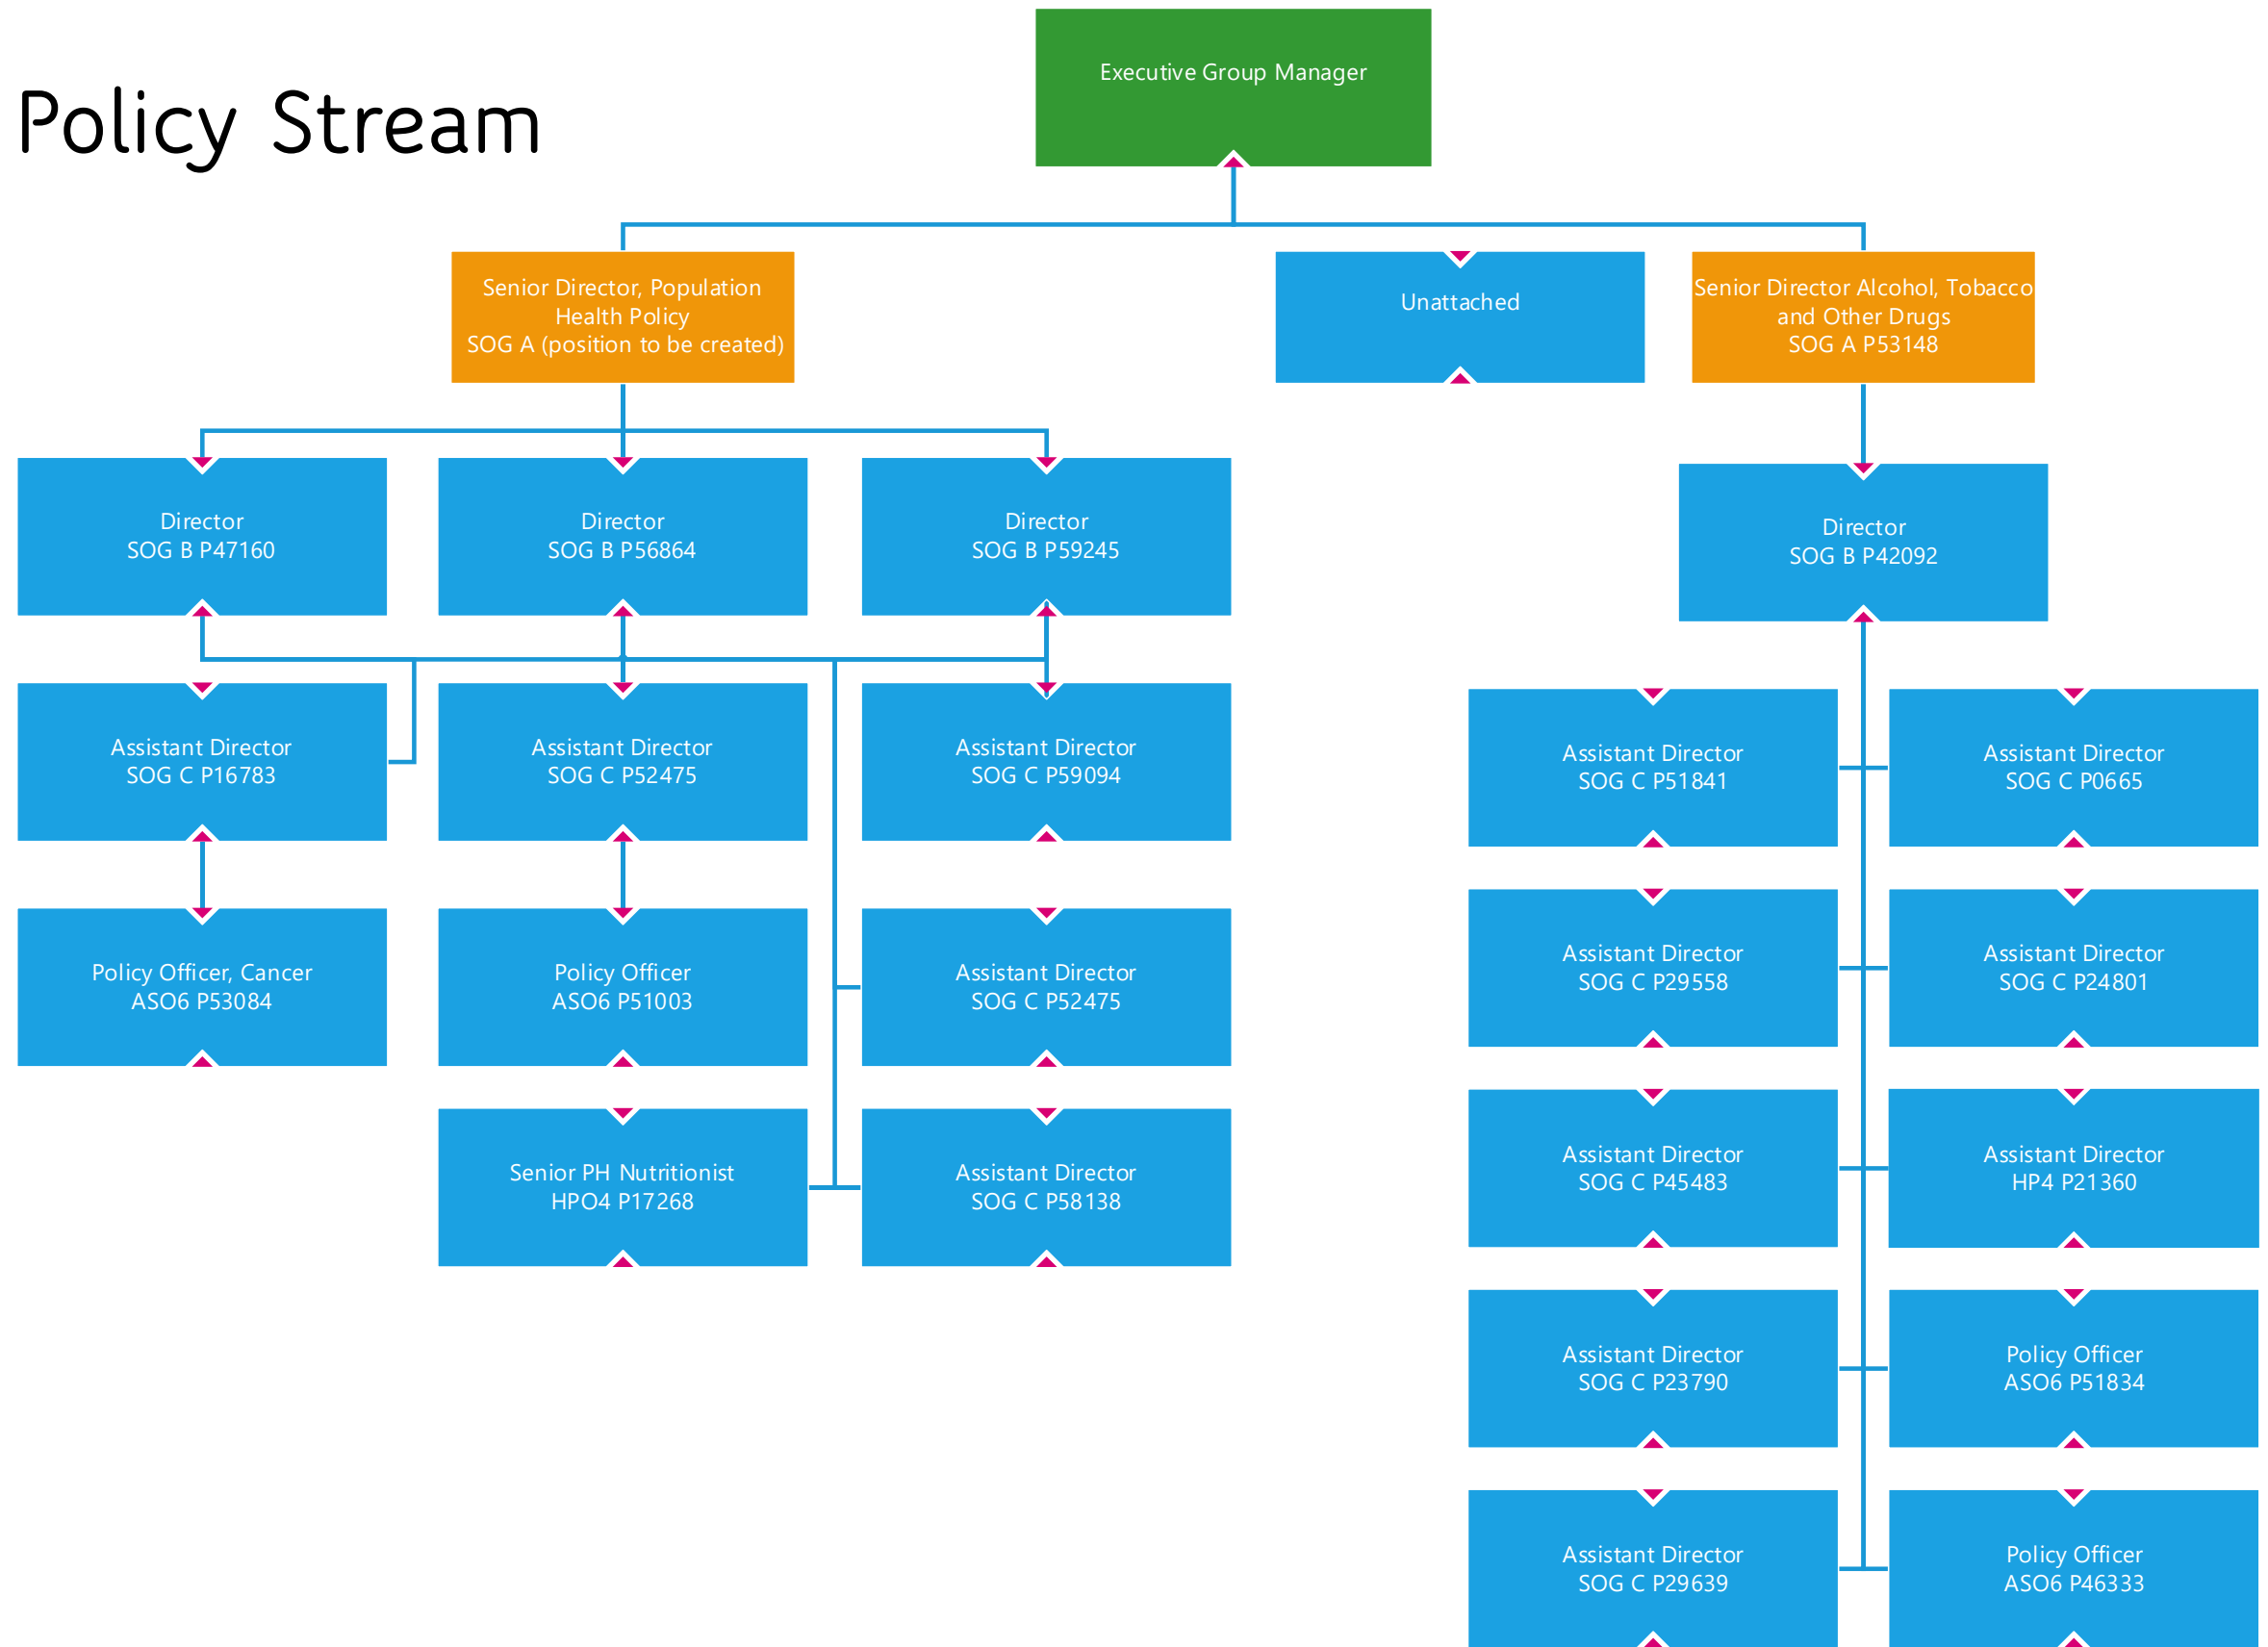 Policy Stream
Executive Group Manager
Senior Director, Population
Health Policy
SOG A (position to be created)
Unattached
Senior Director Alcohol, Tobacco
and Other Drugs
SOG A P53148
Director
SOG B P47160
Director
SOG B P56864
Director
SOG B P59245
Director
SOG B P42092
Assistant Director
SOG C P16783
Assistant Director
SOG C P52475
Assistant Director
SOG C P59094
Assistant Director
SOG C P51841
Assistant Director
SOG C P0665
Policy Officer, Cancer
ASO6 P53084
Policy Officer
ASO6 P51003
Assistant Director
SOG C P52475
Assistant Director
SOG C P29558
Assistant Director
SOG C P24801
Senior PH Nutritionist
HPO4 P17268
Assistant Director
SOG C P58138
Assistant Director
SOG C P45483
Assistant Director
HP4 P21360
Assistant Director
SOG C P23790
Policy Officer
ASO6 P51834
Assistant Director
SOG C P29639
Policy Officer
ASO6 P46333